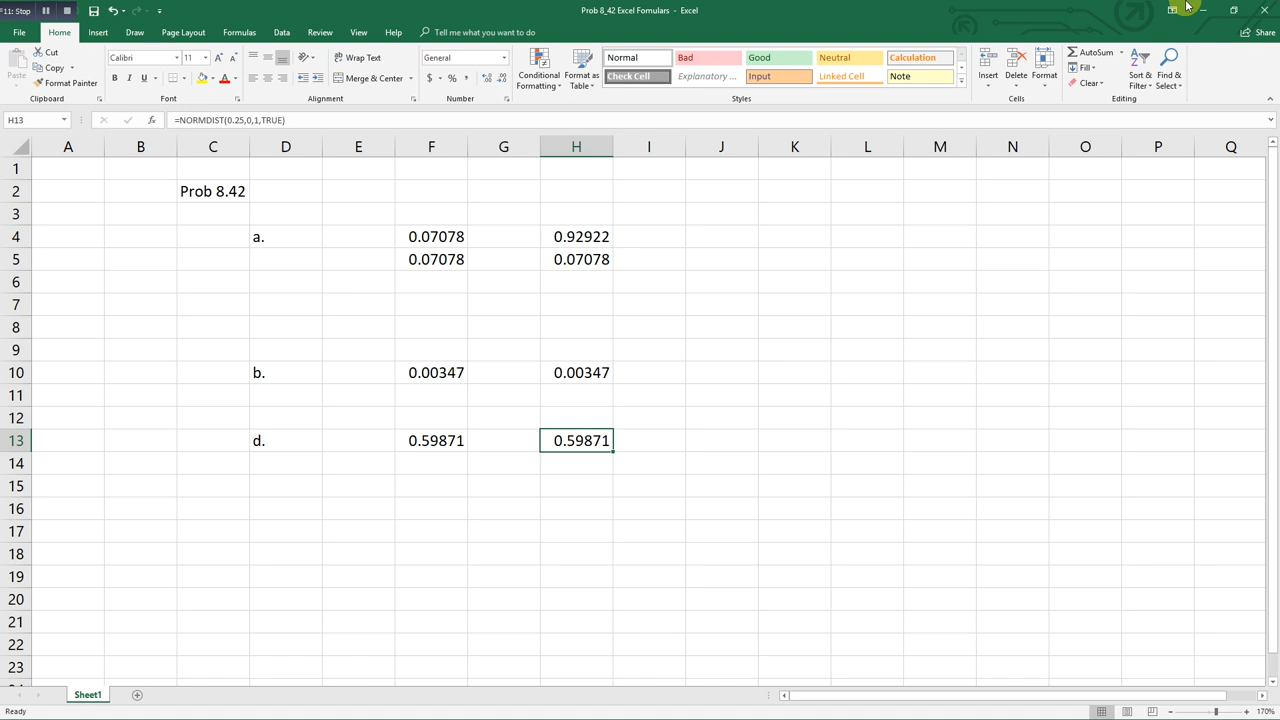 F11: Stop
Prob 8_42 Excel Fomulars - Excel
File Home Insert Draw Page Layout Fomulas Data Review View Help Tell me what you want to do Share
Paste
Cut
Copy
Format Painter
Clipboard
Calibri 11
B I U
Font
Wrap Text
Merge & Center
Alignment
General
$ % ,
Number
Conditional Formatting
Format as Table
Normal Bad Good Neutral Calculation
Check Cell Explanatory ... Input Linked Cell Note
Styles
Insert Delete Format
Cells
AutoSum
Fill
Clear
Sort & Filter
Find & Select
Editing
H13 fx =NORMDIST(0.25,0,1,TRUE)
A B C D E F G H I J K L M N O P Q
1
2 Prob 8.42
3
4 a. 0.07078 0.92922
5 0.07078 0.07078
6
7
8
9
10 b. 0.00347 0.00347
11
12
13 d. 0.59871 0.59871
14
15
16
17
18
19
20
21
22
23
Sheet1
Ready 170%